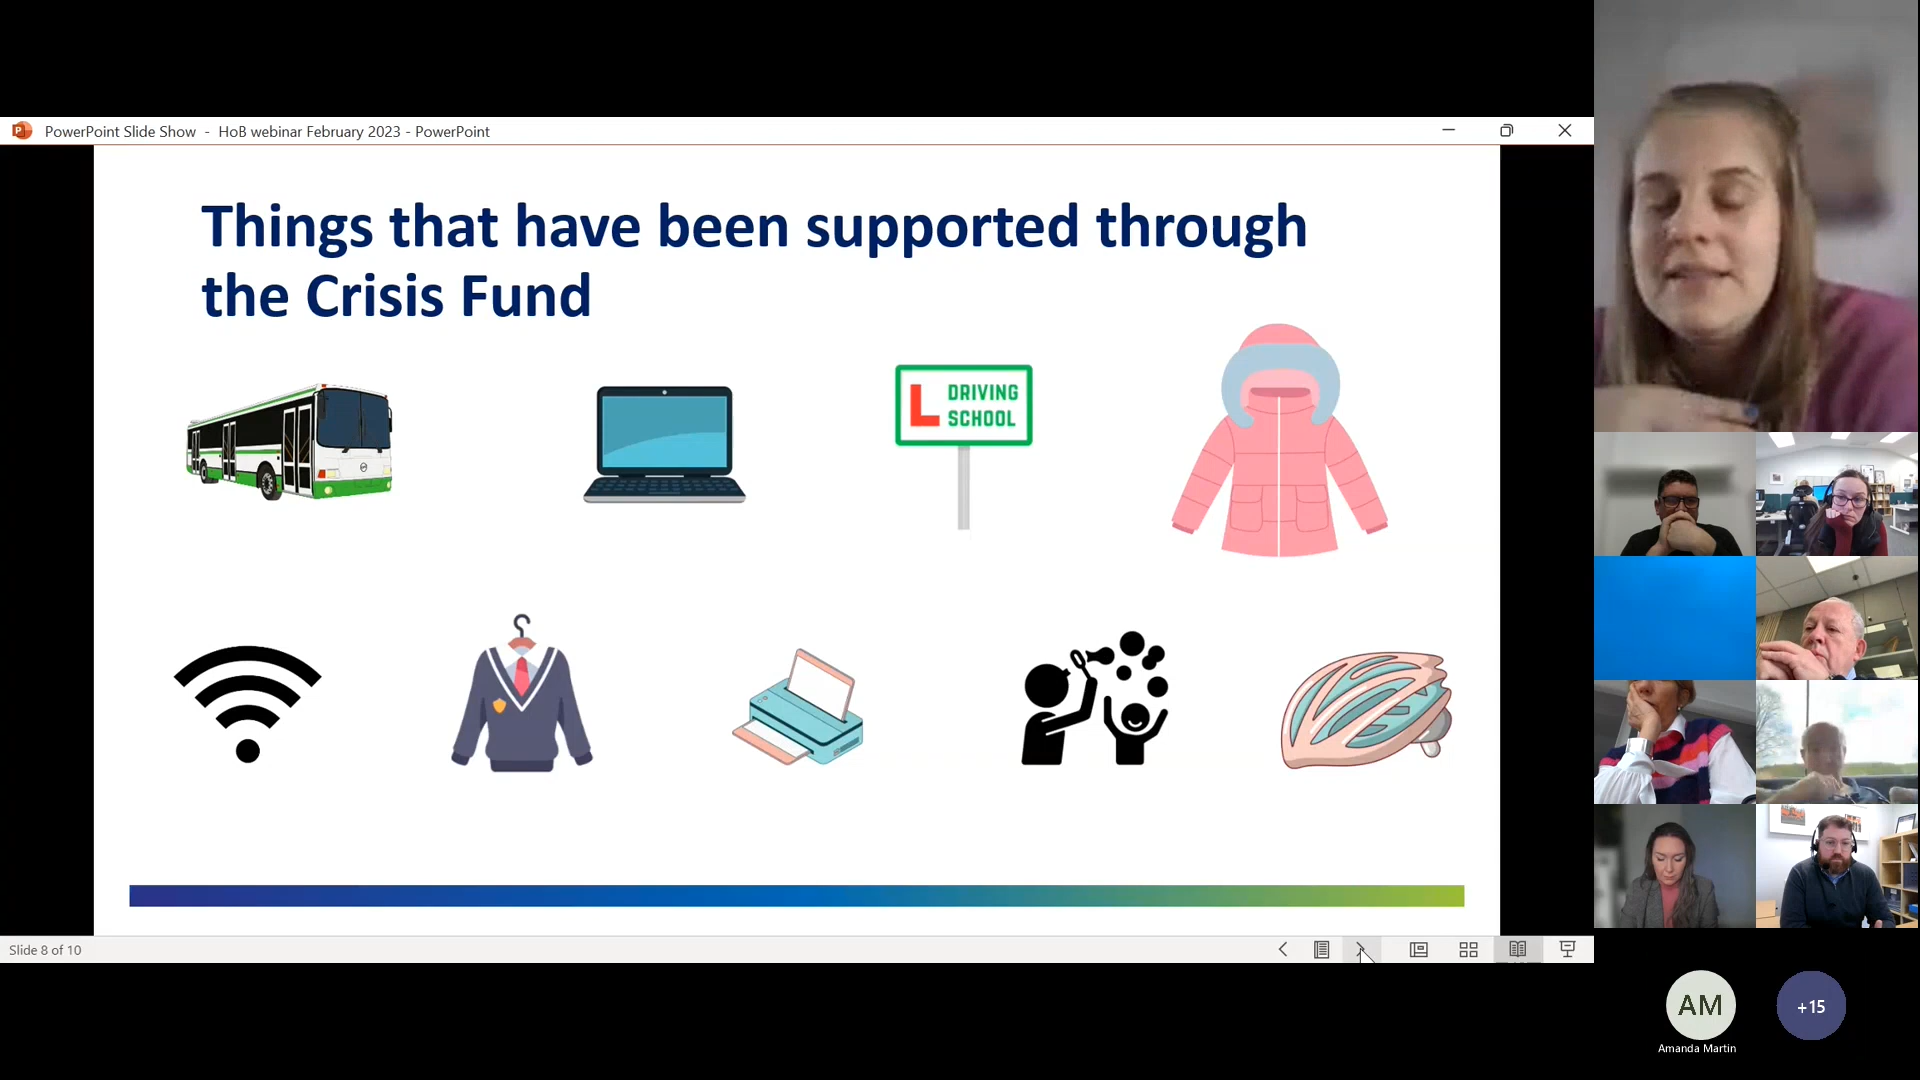 PowerPoint Slide Show - HoB webinar February 2023 - PowerPoint
Things that have been supported through
the Crisis Fund
L DRIVING
SCHOOL
Slide 8 of 10
AM
+15
Amanda Martin